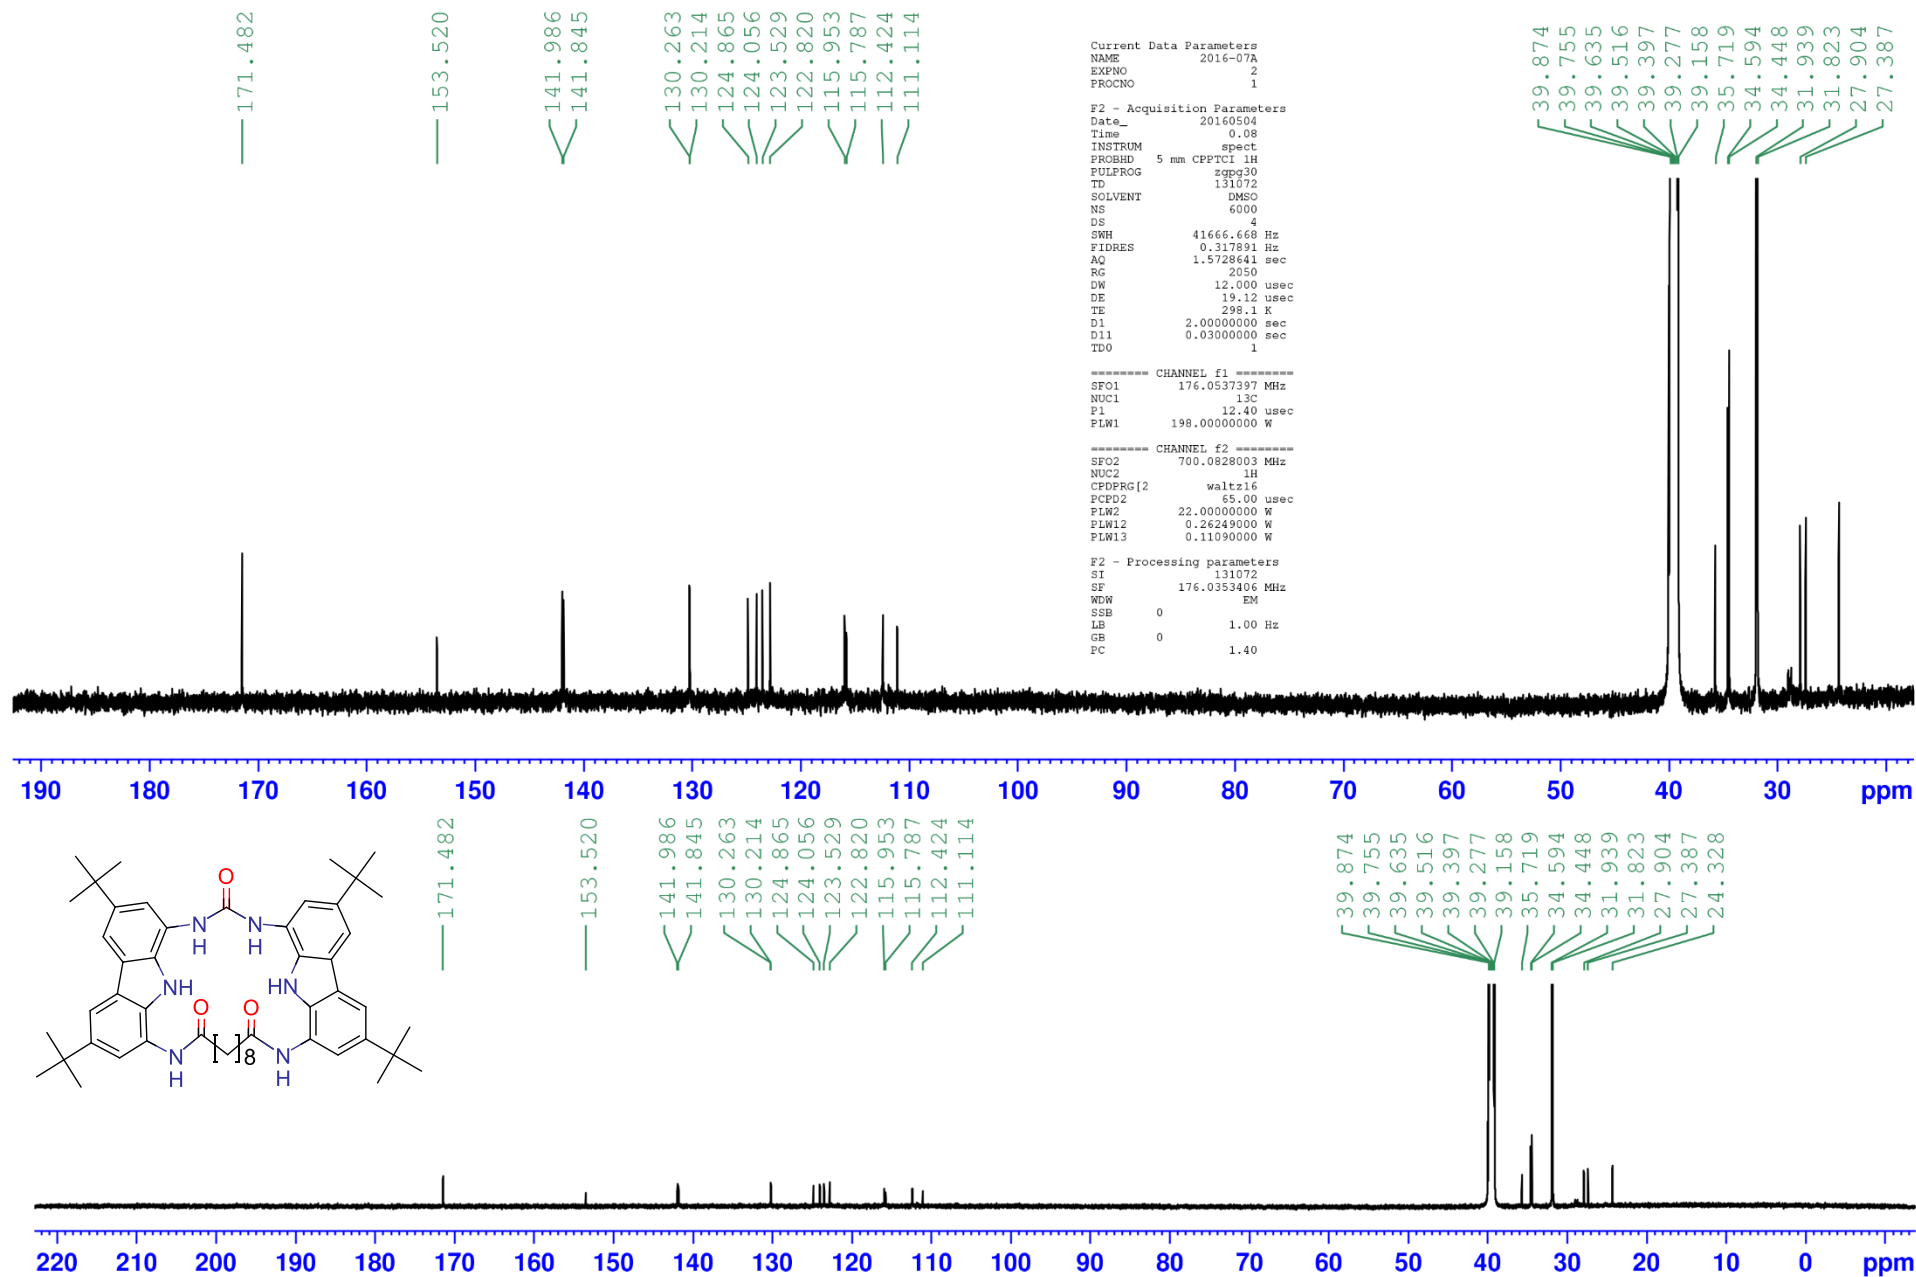 171.482
153.520
141.986
141.845
130.263
130.214
124.865
124.056
123.529
122.820
115.953
115.787
112.424
111.114
39.874
39.755
39.635
39.516
39.397
39.277
39.158
35.719
34.594
34.448
31.939
31.823
27.904
27.387
Current Data Parameters
NAME 2016-07A
EXPNO 2
PROCNO 1
F2 - Acquisition Parameters
Date_ 20160504
Time 0.08
INSTRUM spect
PROBHD 5 mm CPPTCI 1H
PULPROG zgpg30
TD 131072
SOLVENT DMSO
NS 6000
DS 4
SWH 41666.668 Hz
FIDRES 0.317891 Hz
AQ 1.5728641 sec
RG 2050
DW 12.000 usec
DE 19.12 usec
TE 298.1 K
D1 2.00000000 sec
D11 0.03000000 sec
TD0 1
======== CHANNEL f1 ========
SFO1 176.0537397 MHz
NUC1 13C
P1 12.40 usec
PLW1 198.00000000 W
======== CHANNEL f2 ========
SFO2 700.0828003 MHz
NUC2 1H
CPDPRG[2 waltz16
PCPD2 65.00 usec
PLW2 22.00000000 W
PLW12 0.26249000 W
PLW13 0.11090000 W
F2 - Processing parameters
SI 131072
SF 176.0353406 MHz
WDW EM
SSB 0
LB 1.00 Hz
GB 0
PC 1.40
190 180 170 160 150 140 130 120 110 100 90 80 70 60 50 40 30 ppm
171.482
153.520
141.986
141.845
130.263
130.214
124.865
124.056
123.529
122.820
115.953
115.787
112.424
111.114
39.874
39.755
39.635
39.516
39.397
39.277
39.158
35.719
34.594
34.448
31.939
31.823
27.904
27.387
24.328
O
N N
H H
NH HN
O O
8
N N
H H
220 210 200 190 180 170 160 150 140 130 120 110 100 90 80 70 60 50 40 30 20 10 0 ppm